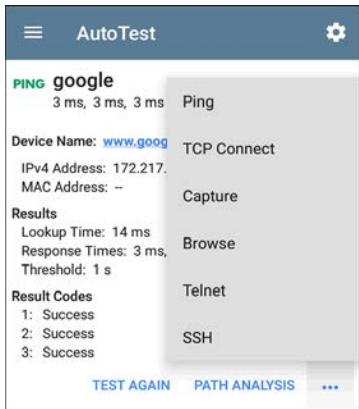 AutoTest
PING google
3 ms, 3 ms, 3 ms
Device Name: www.goog
IPv4 Address: 172.217.
MAC Address: --
Results
Lookup Time: 14 ms
Response Times: 3 ms,
Threshold: 1 s
Result Codes
1: Success
2: Success
3: Success
Ping
TCP Connect
Capture
Browse
Telnet
SSH
TEST AGAIN PATH ANALYSIS ...